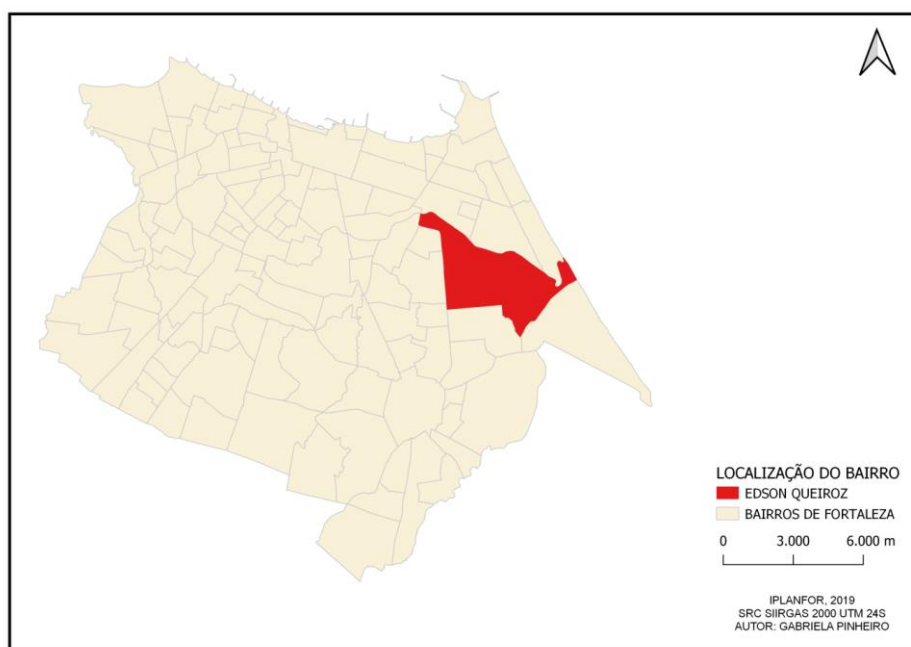 LOCALIZAÇÃO DO BAIRRO
EDSON QUEIROZ
BAIRROS DE FORTALEZA
0 3.000 6.000 m
IPLANFOR, 2019
SRC SIIRGAS 2000 UTM 24S
AUTOR: GABRIELA PINHEIRO